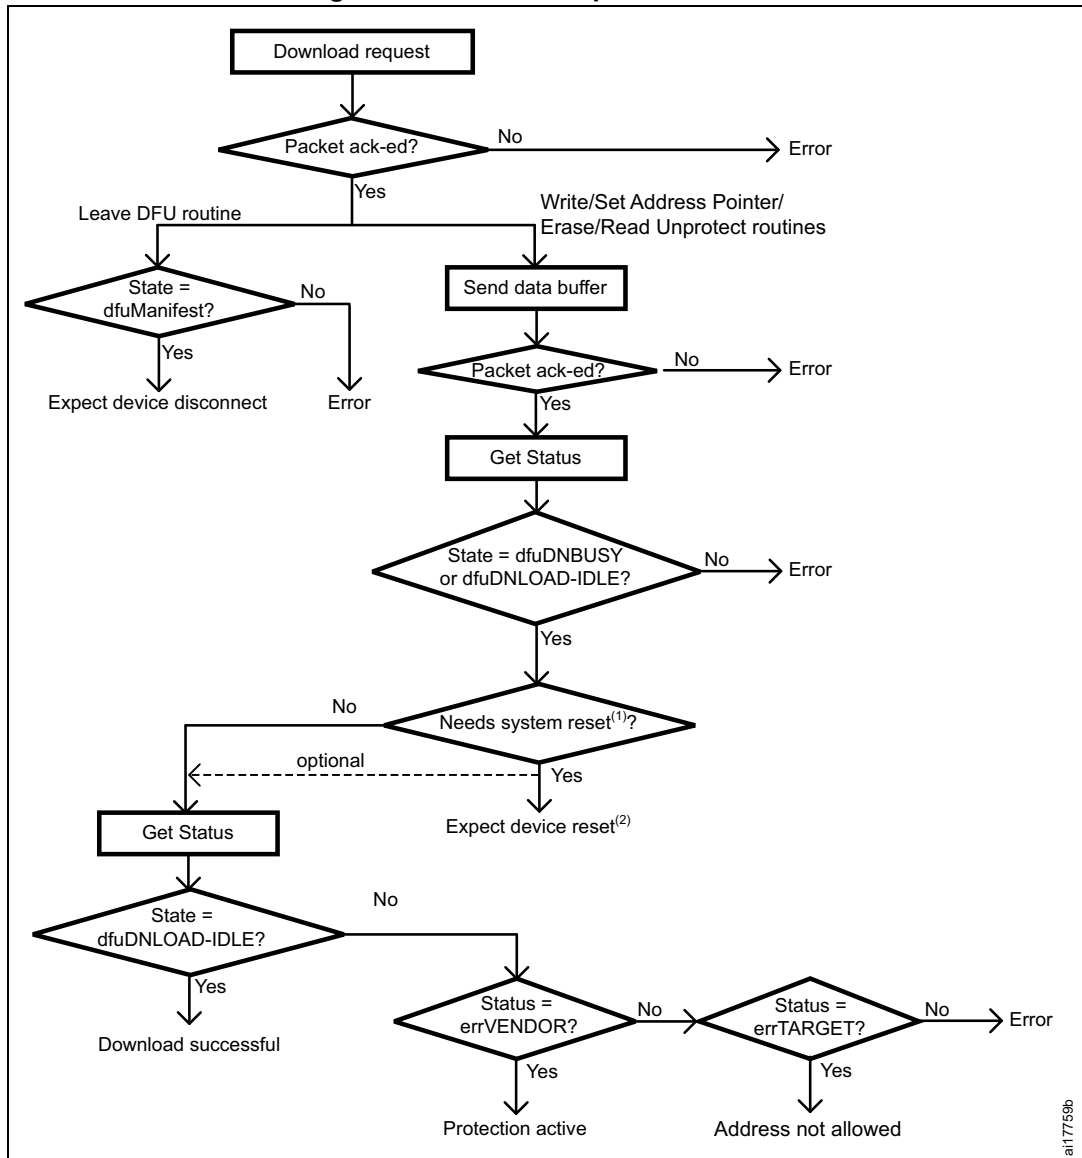 Download request
Packet ack-ed?
No
Error
Yes
Leave DFU routine
Write/Set Address Pointer/
Erase/Read Unprotect routines
State =
dfuManifest?
No
Yes
Expect device disconnect
Error
Send data buffer
Packet ack-ed?
No
Error
Yes
Get Status
State = dfuDNBUSY
or dfuDNLOAD-IDLE?
No
Error
Yes
Needs system reset(1)?
No
optional
Yes
Expect device reset(2)
Get Status
State =
dfuDNLOAD-IDLE?
No
Yes
Download successful
Status =
errVENDOR?
No
Yes
Protection active
Status =
errTARGET?
No
Error
Yes
Address not allowed
ai17759b